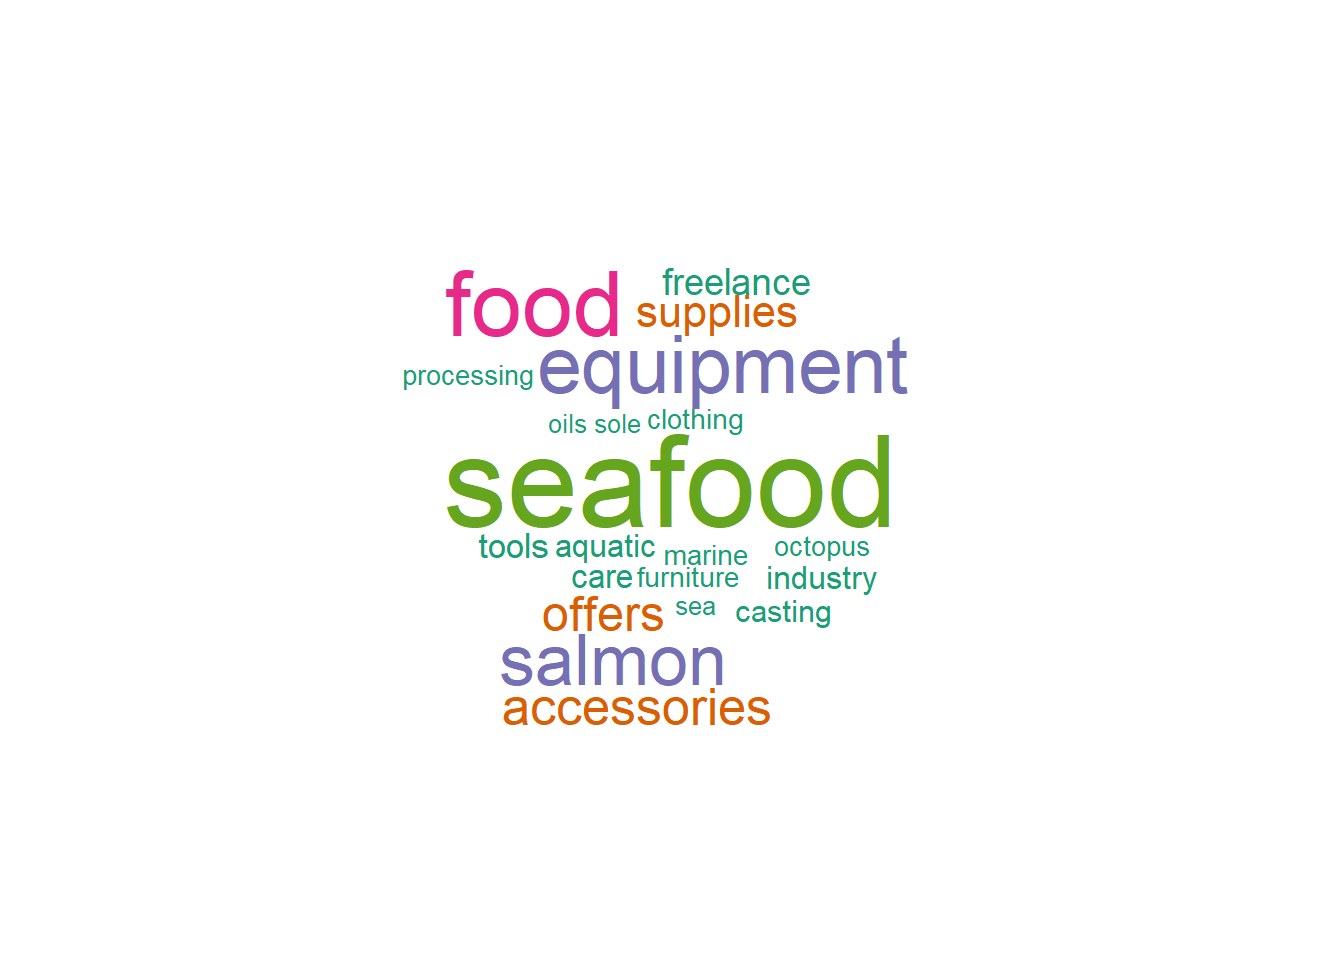 food freelance
supplies
processing equipment
oils sole clothing
seafood
tools aquatic marine octopus
care furniture industry
offers sea casting
salmon
accessories